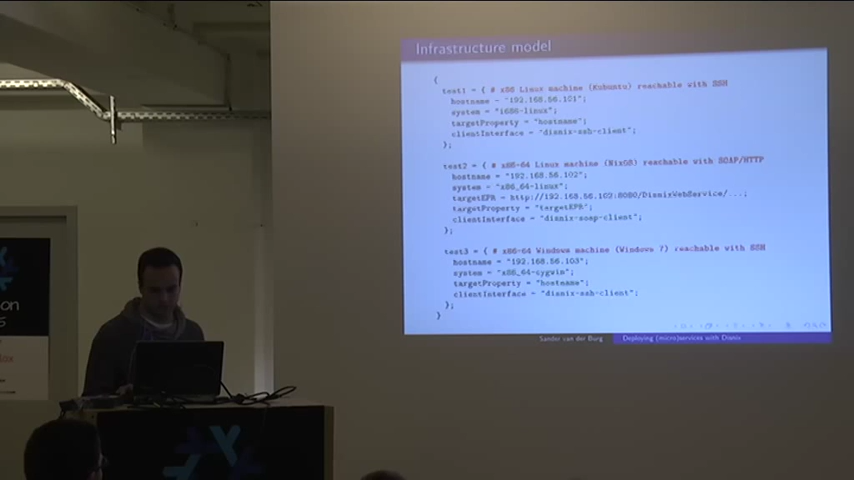 Infrastructure model
{
test1 = { # x86 Linux machine (Kubuntu) reachable with SSH
hostname = "192.168.56.101";
system = "i686-linux";
targetProperty = "hostname";
clientInterface = "disnix-ssh-client";
};
test2 = { # x86-64 Linux machine (NixOS) reachable with SOAP/HTTP
hostname = "192.168.56.102";
system = "x86_64-linux";
targetEPR = http://192.168.56.102:8080/DisnixWebService/...;
targetProperty = "targetEPR";
clientInterface = "disnix-soap-client";
};
test3 = { # x86-64 Windows machine (Windows 7) reachable with SSH
hostname = "192.168.56.103";
system = "x86_64-cygwin";
targetProperty = "hostname";
clientInterface = "disnix-ssh-client";
};
}
Sander van der Burg
Deploying (micro)services with Disnix
on